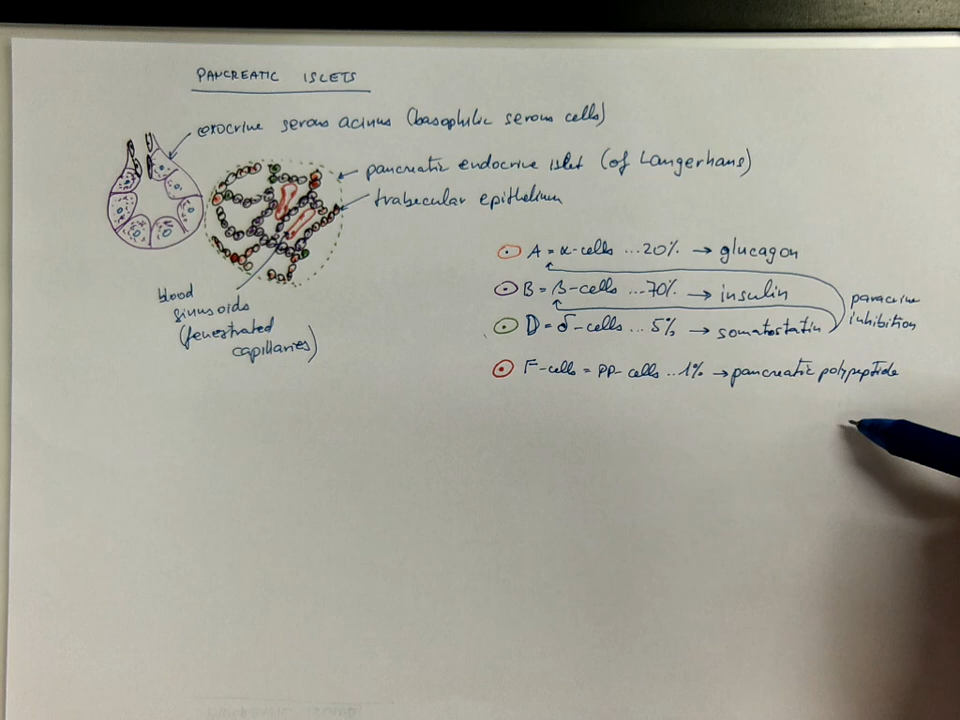 PANCREATIC ISLETS
exocrine serous acinus (basophilic serous cells)
pancreatic endocrine islet (of Langerhans)
trabecular epithelium
blood
sinusoids
(fenestrated
capillaries)
A = α-cells ...20% → glucagon
B = β-cells ...70% → insulin
D = δ-cells ... 5% → somatostatin
F-cells = PP-cells ..1% → pancreatic polypeptide
paracrine
inhibition